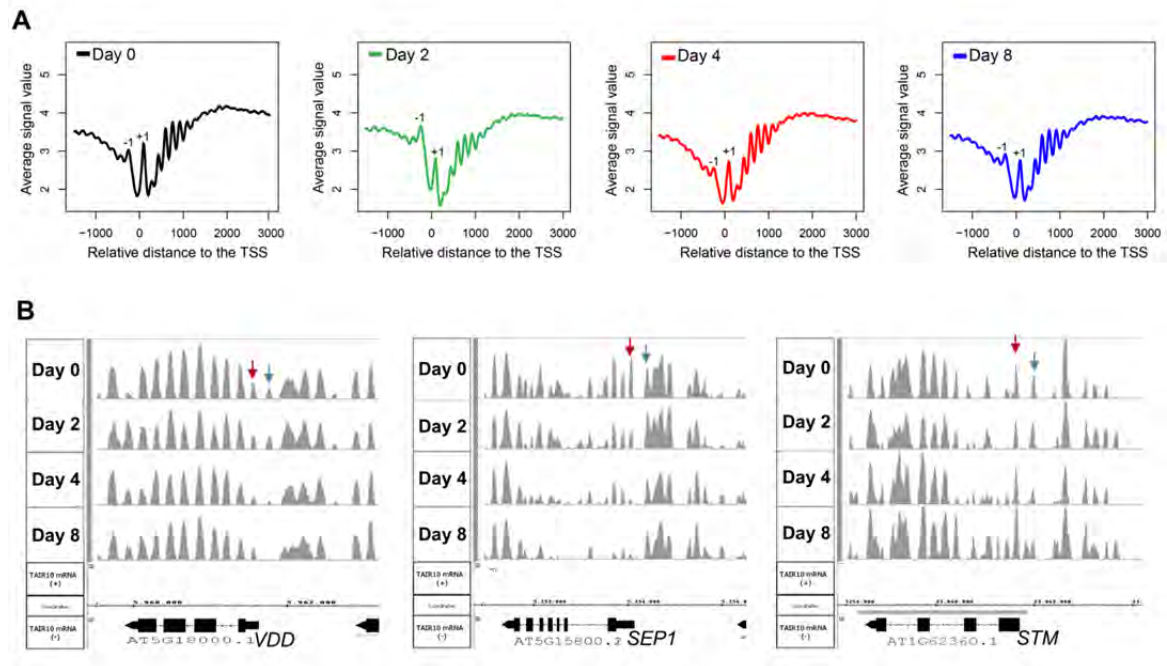 A
Day 0
Day 2
Day 4
Day 8
Average signal value
5
4
3
2
-1
+1
-1000 0 1000 2000 3000
Relative distance to the TSS
Average signal value
5
4
3
2
-1
+1
-1000 0 1000 2000 3000
Relative distance to the TSS
Average signal value
5
4
3
2
-1
+1
-1000 0 1000 2000 3000
Relative distance to the TSS
Average signal value
5
4
3
2
-1
+1
-1000 0 1000 2000 3000
Relative distance to the TSS
B
Day 0
Day 2
Day 4
Day 8
TAIR10 mRNA
(+)
TAIR10 mRNA
(-)
AT5G18000.1 VDD
Day 0
Day 2
Day 4
Day 8
TAIR10 mRNA
(+)
TAIR10 mRNA
(-)
AT5G15800.2 SEP1
Day 0
Day 2
Day 4
Day 8
TAIR10 mRNA
(+)
TAIR10 mRNA
(-)
AT1G62360.1 STM